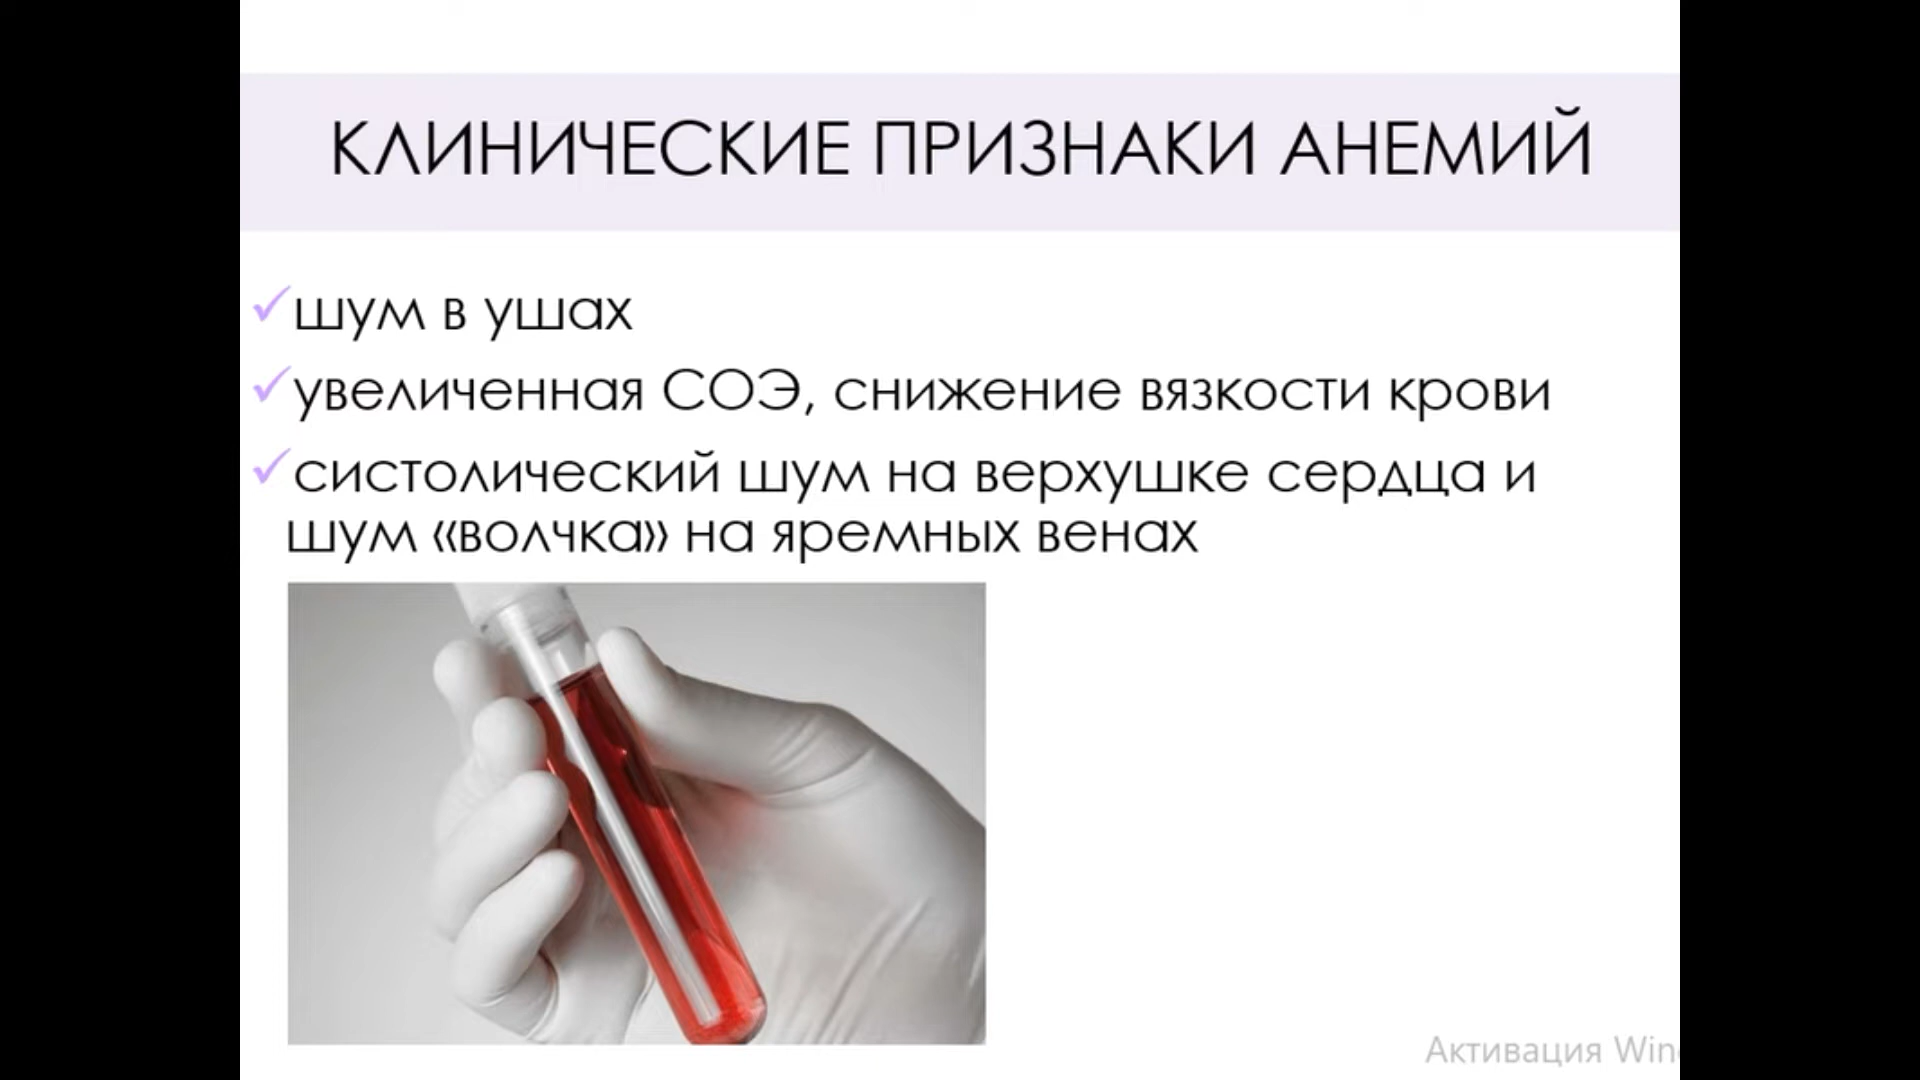 КЛИНИЧЕСКИЕ ПРИЗНАКИ АНЕМИЙ
шум в ушах
увеличенная СОЭ, снижение вязкости крови
систолический шум на верхушке сердца и
шум «волчка» на яремных венах
Активация Win